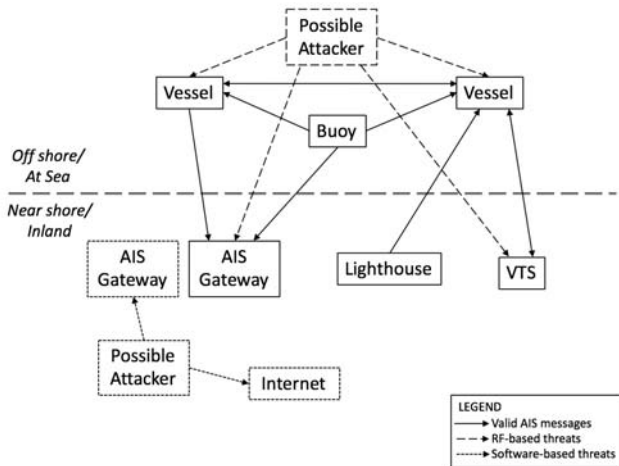 Possible
Attacker
Vessel
Vessel
Buoy
Off shore/
At Sea
Near shore/
Inland
AIS
Gateway
AIS
Gateway
Lighthouse
VTS
Possible
Attacker
Internet
LEGEND
Valid AIS messages
RF-based threats
Software-based threats